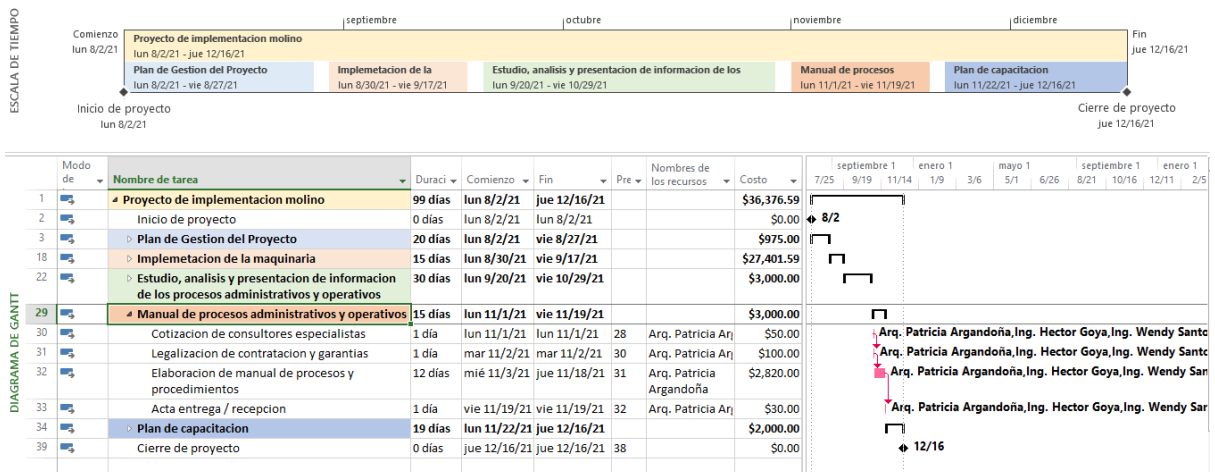 ESCALA DE TIEMPO
septiembre octubre noviembre diciembre
Comienzo
lun 8/2/21
Proyecto de implementacion molino
lun 8/2/21 - jue 12/16/21
Fin
jue 12/16/21
Plan de Gestion del Proyecto
lun 8/2/21 - vie 8/27/21
Implemetacion de la
lun 8/30/21 - vie 9/17/21
Estudio, analisis y presentacion de informacion de los
lun 9/20/21 - vie 10/29/21
Manual de procesos
lun 11/1/21 - vie 11/19/21
Plan de capacitacion
lun 11/22/21 - jue 12/16/21
Inicio de proyecto
lun 8/2/21
Cierre de proyecto
jue 12/16/21
DIAGRAMA DE GANTT
Modo de Nombre de tarea Duraci Comienzo Fin Pre Nombres de los recursos Costo
septiembre 1 enero 1 mayo 1 septiembre 1 enero 1
7/25 9/19 11/14 1/9 3/6 5/1 6/26 8/21 10/16 12/11 2/5
1 Proyecto de implementacion molino 99 días lun 8/2/21 jue 12/16/21 $36,376.59
2 Inicio de proyecto 0 días lun 8/2/21 lun 8/2/21 $0.00 8/2
3 Plan de Gestion del Proyecto 20 días lun 8/2/21 vie 8/27/21 $975.00
18 Implemetacion de la maquinaria 15 días lun 8/30/21 vie 9/17/21 $27,401.59
22 Estudio, analisis y presentacion de informacion 30 días lun 9/20/21 vie 10/29/21 $3,000.00
de los procesos administrativos y operativos
29 Manual de procesos administrativos y operativos 15 días lun 11/1/21 vie 11/19/21 $3,000.00
30 Cotizacion de consultores especialistas 1 día lun 11/1/21 lun 11/1/21 28 Arq. Patricia Arg $50.00 Arq. Patricia Argandoña,Ing. Hector Goya,Ing. Wendy Santo
31 Legalizacion de contratacion y garantias 1 día mar 11/2/21 mar 11/2/21 30 Arq. Patricia Arg $100.00 Arq. Patricia Argandoña,Ing. Hector Goya,Ing. Wendy Santo
32 Elaboracion de manual de procesos y 12 días mié 11/3/21 jue 11/18/21 31 Arq. Patricia $2,820.00 Arq. Patricia Argandoña,Ing. Hector Goya,Ing. Wendy San
procedimientos Argandoña
33 Acta entrega / recepcion 1 día vie 11/19/21 vie 11/19/21 32 Arq. Patricia Arg $30.00 Arq. Patricia Argandoña,Ing. Hector Goya,Ing. Wendy Sar
34 Plan de capacitacion 19 días lun 11/22/21 jue 12/16/21 $2,000.00
39 Cierre de proyecto 0 días jue 12/16/21 jue 12/16/21 38 $0.00 12/16